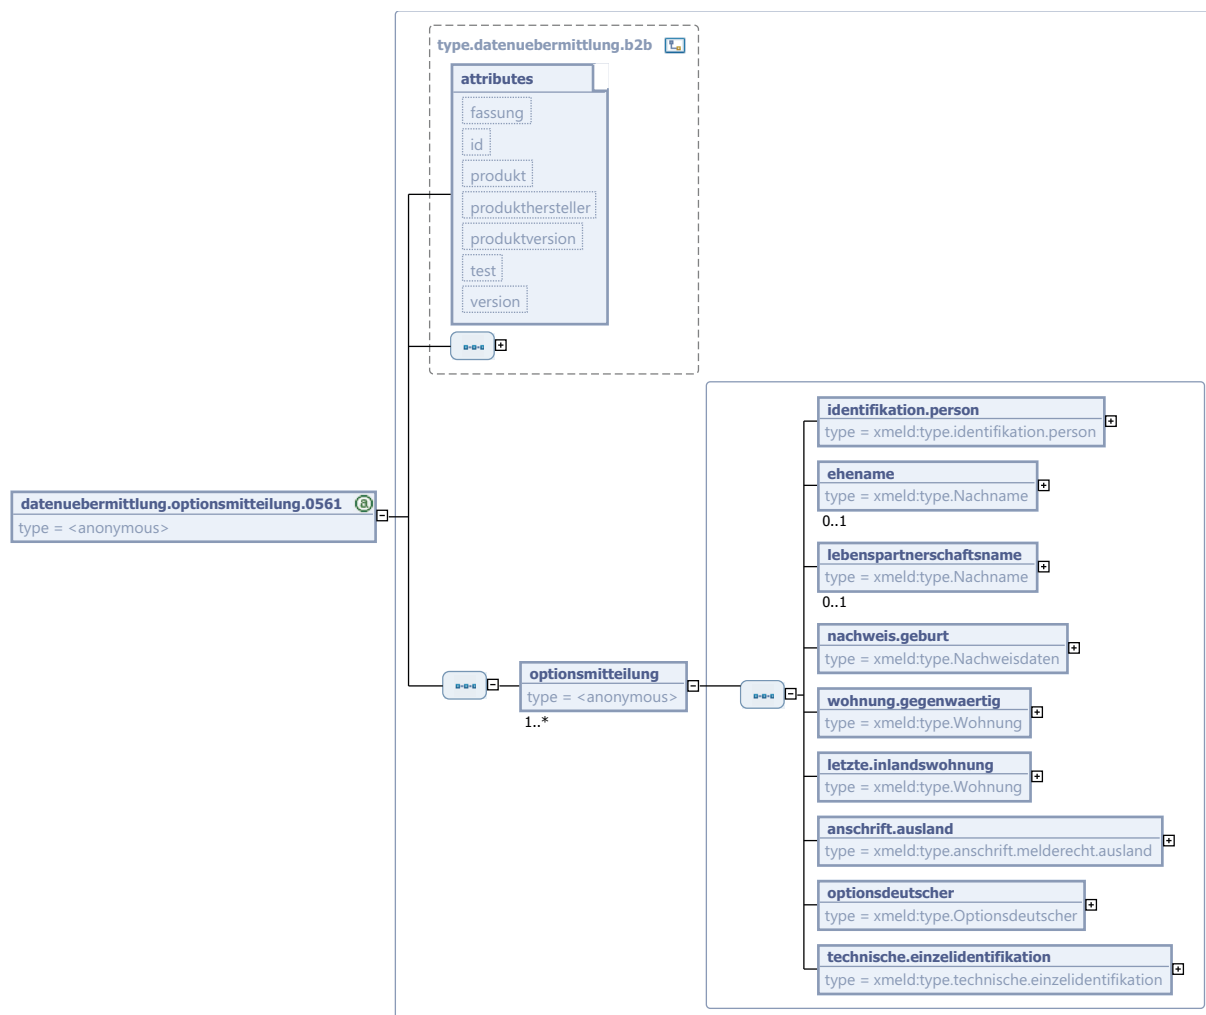 type.datenuebermittlung.b2b
attributes
fassung
id
produkt
produkthersteller
produktversion
test
version
datenuebermittlung.optionsmitteilung.0561
type = <anonymous>
optionsmitteilung
type = <anonymous>
1..*
identifikation.person
type = xmeld:type.identifikation.person
ehename
type = xmeld:type.Nachname
0..1
lebenspartnerschaftsname
type = xmeld:type.Nachname
0..1
nachweis.geburt
type = xmeld:type.Nachweisdaten
wohnung.gegenwaertig
type = xmeld:type.Wohnung
letzte.inlandswohnung
type = xmeld:type.Wohnung
anschrift.ausland
type = xmeld:type.anschrift.melderecht.ausland
optionsdeutscher
type = xmeld:type.Optionsdeutscher
technische.einzelidentifikation
type = xmeld:type.technische.einzelidentifikation